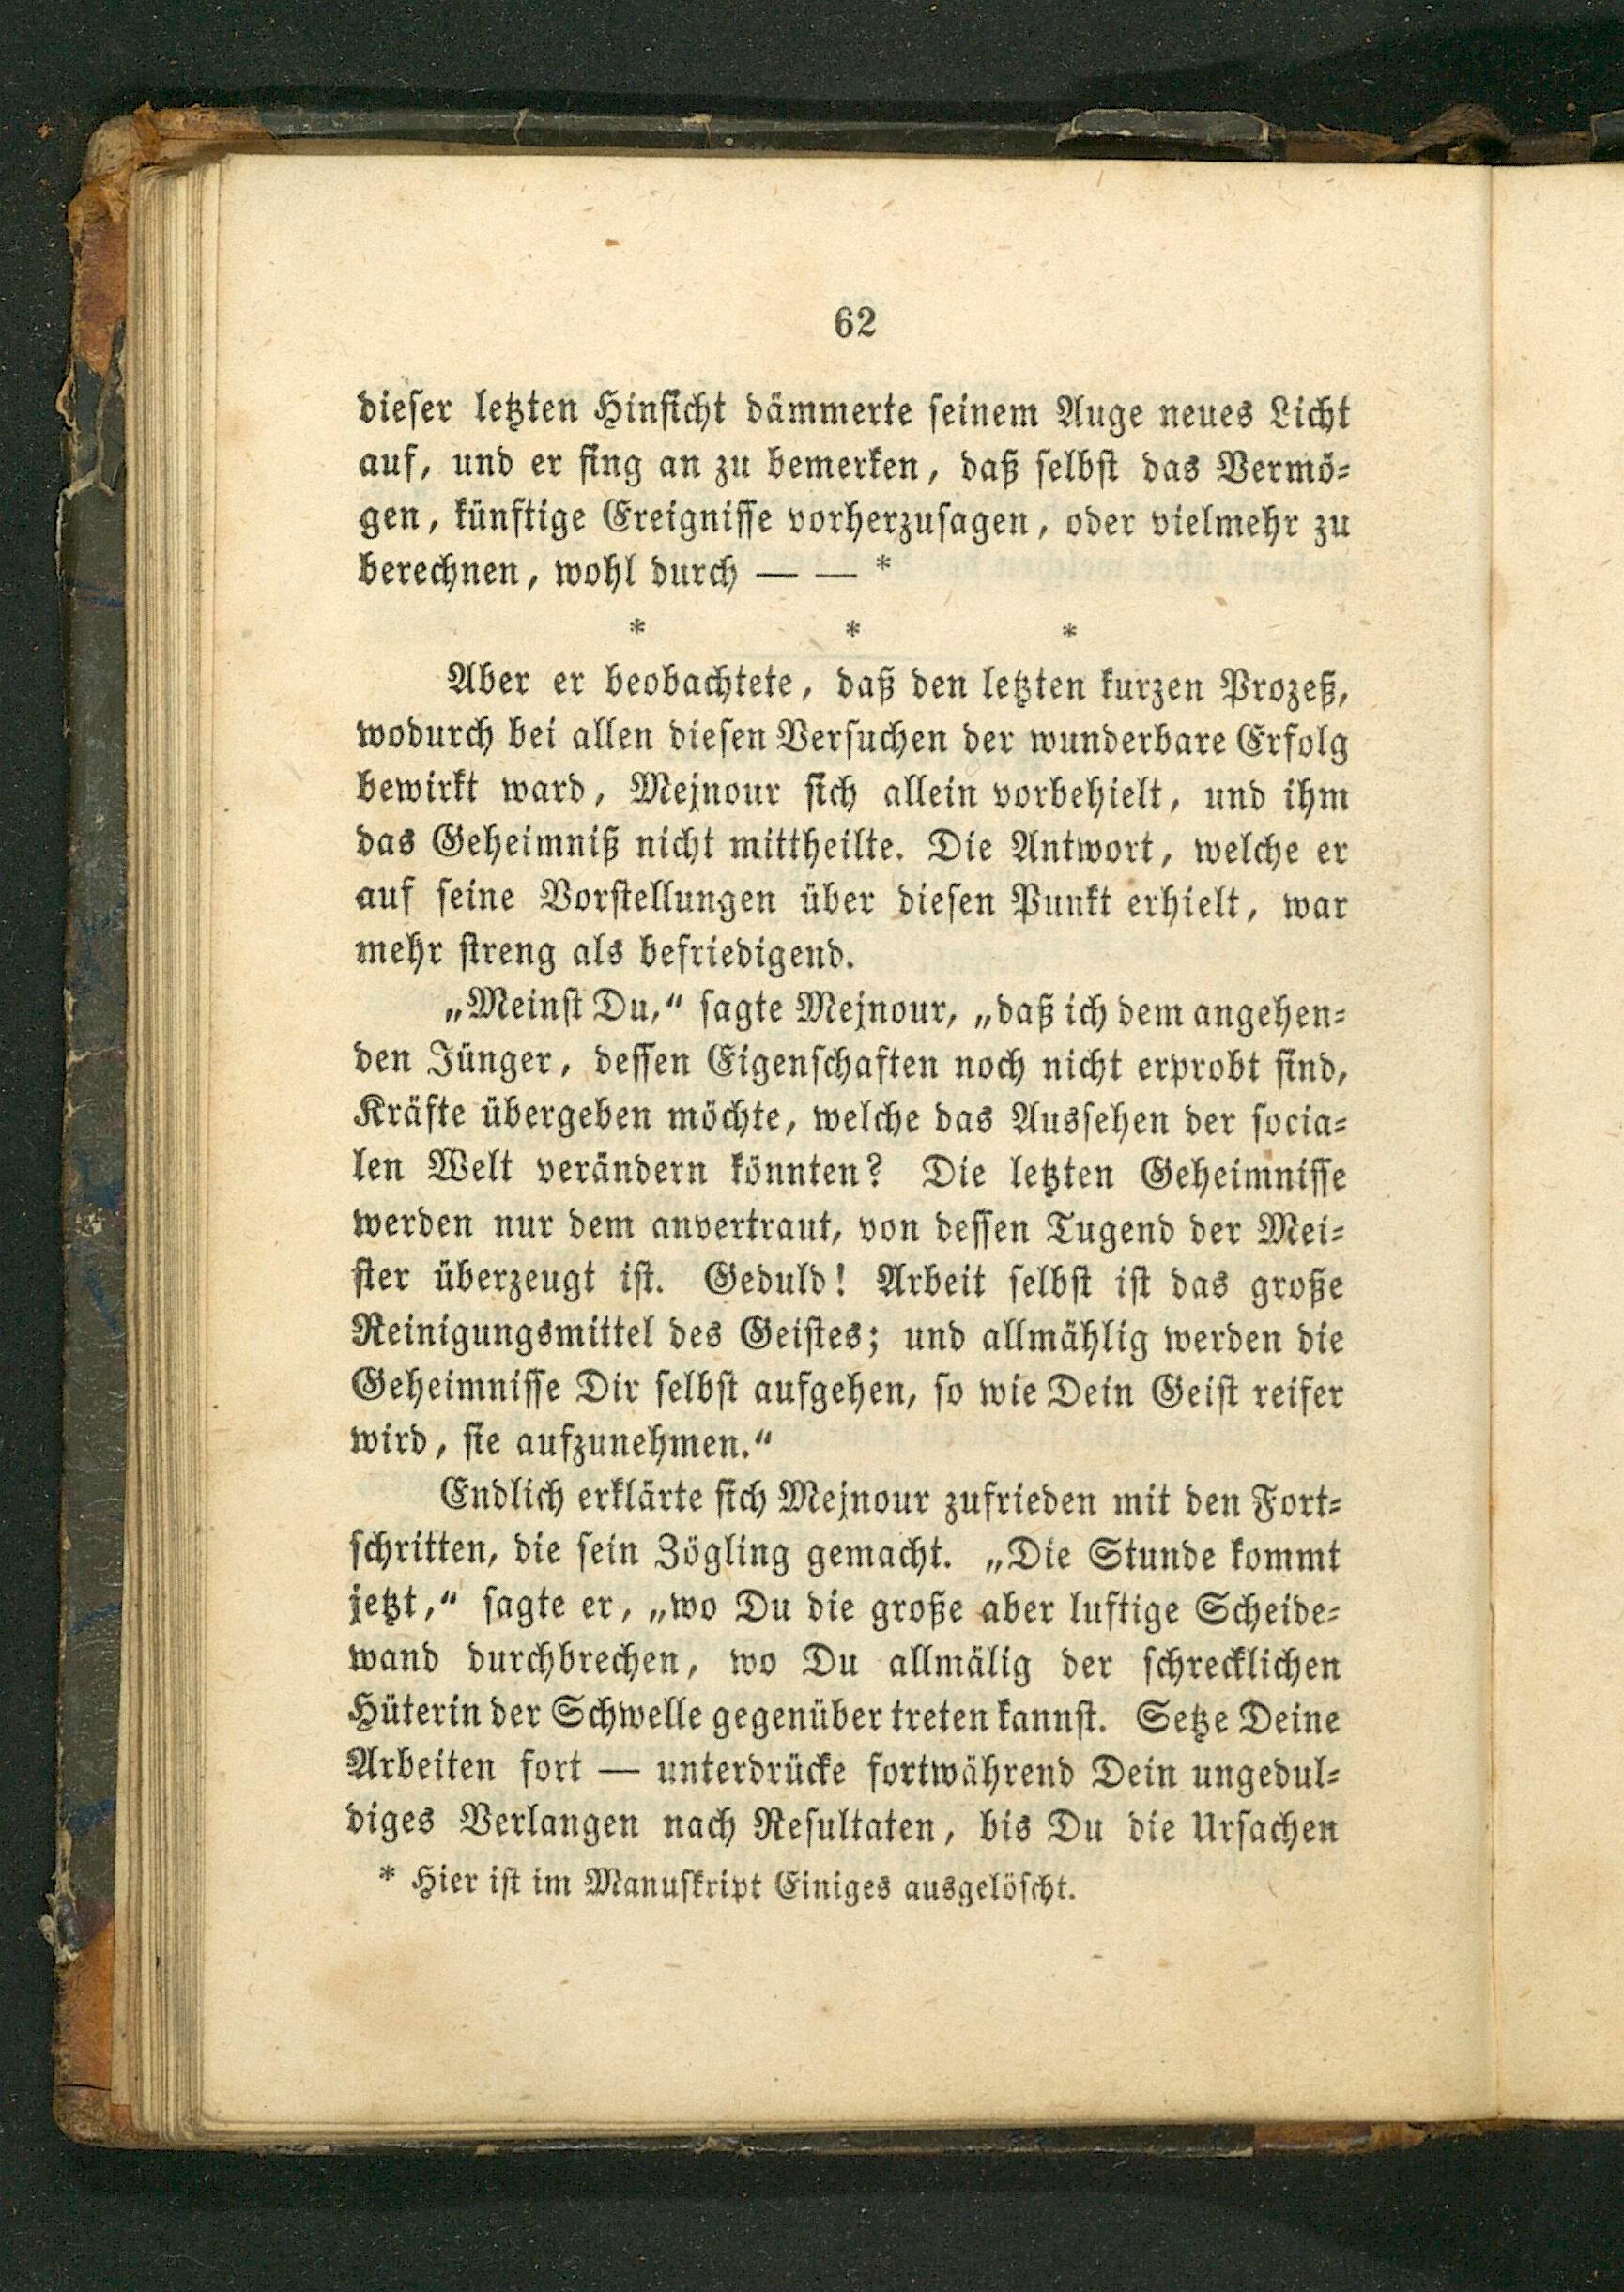 62
dieser letzten Hinsicht dämmerte seinem Auge neues Licht
auf, und er fing an zu bemerken, daß selbst das Vermö-
gen, künftige Ereignisse vorherzusagen, oder vielmehr zu
berechnen, wohl durch — — *
* * *
Aber er beobachtete, daß den letzten kurzen Prozeß,
wodurch bei allen diesen Versuchen der wunderbare Erfolg
bewirkt ward, Mejnour sich allein vorbehielt, und ihm
das Geheimniß nicht mittheilte. Die Antwort, welche er
auf seine Vorstellungen über diesen Punkt erhielt, war
mehr streng als befriedigend.
„Meinst Du,“ sagte Mejnour, „daß ich dem angehen-
den Jünger, dessen Eigenschaften noch nicht erprobt sind,
Kräfte übergeben möchte, welche das Aussehen der socia-
len Welt verändern könnten? Die letzten Geheimnisse
werden nur dem anvertraut, von dessen Tugend der Mei-
ster überzeugt ist. Geduld! Arbeit selbst ist das große
Reinigungsmittel des Geistes; und allmählig werden die
Geheimnisse Dir selbst aufgehen, so wie Dein Geist reifer
wird, sie aufzunehmen.“
Endlich erklärte sich Mejnour zufrieden mit den Fort-
schritten, die sein Zögling gemacht. „Die Stunde kommt
jetzt,“ sagte er, „wo Du die große aber luftige Scheide-
wand durchbrechen, wo Du allmälig der schrecklichen
Hüterin der Schwelle gegenüber treten kannst. Setze Deine
Arbeiten fort — unterdrücke fortwährend Dein ungedul-
diges Verlangen nach Resultaten, bis Du die Ursachen
* Hier ist im Manuskript Einiges ausgelöscht.